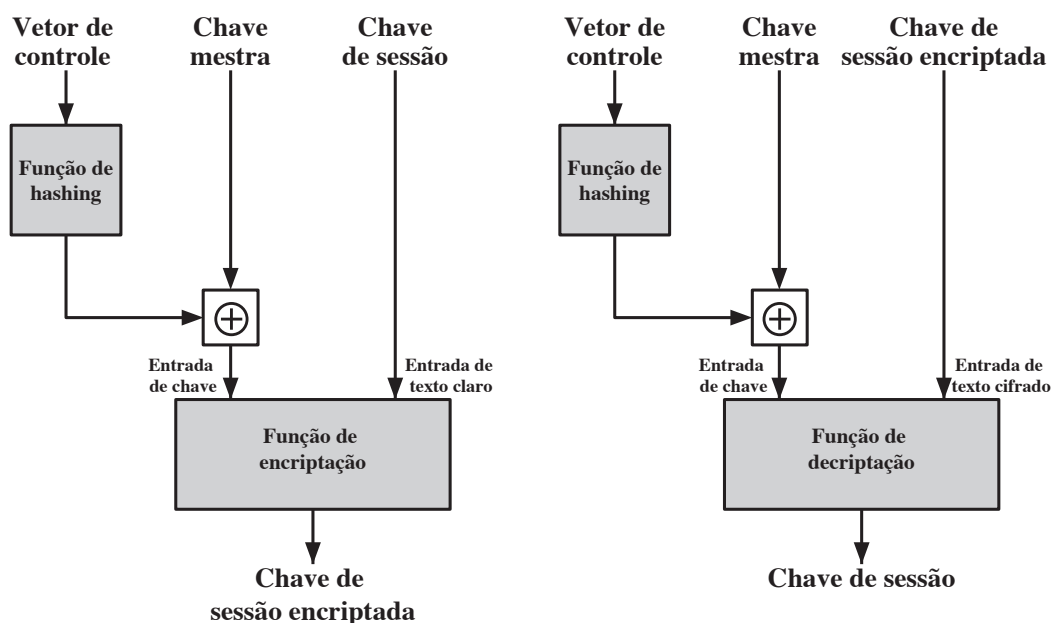 Vetor de
controle
Chave
mestra
Chave
de sessão
Função de
hashing
Entrada
de chave
Entrada de
texto claro
Função de
encriptação
Chave de
sessão encriptada
Vetor de
controle
Chave
mestra
Chave de
sessão encriptada
Função de
hashing
Entrada
de chave
Entrada de
texto cifrado
Função de
decriptação
Chave de sessão